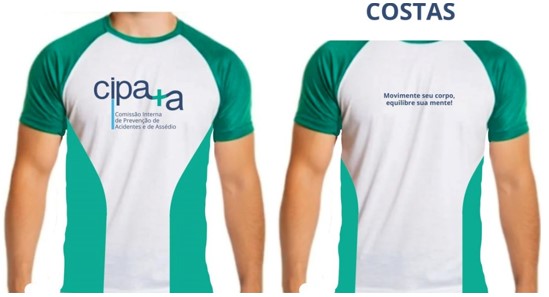 COSTAS
cipa+a
Comissão Interna
de Prevenção de
Acidentes e de Assédio
Movimente seu corpo,
equilibre sua mente!